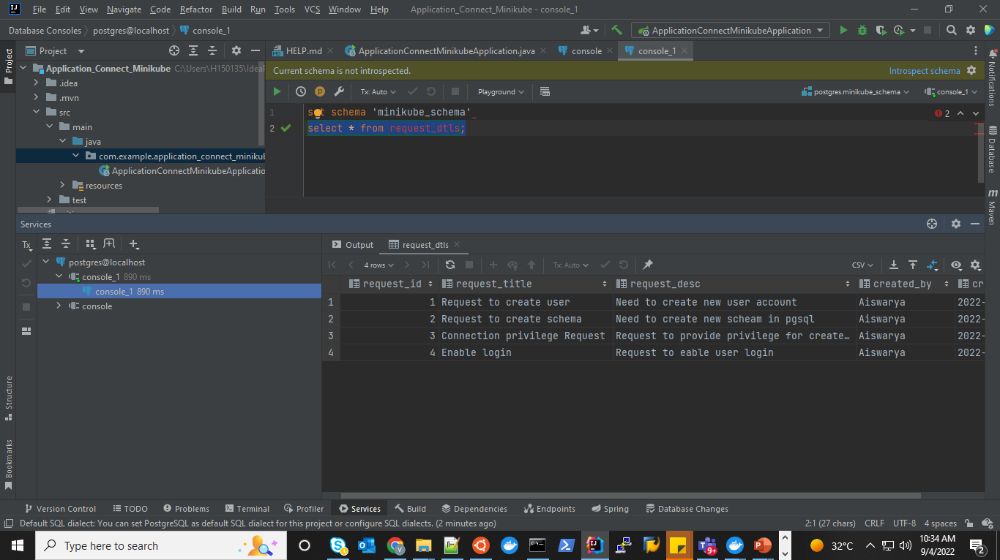 File Edit View Navigate Code Refactor Build Run Tools VCS Window Help Application_Connect_Minikube - console_1
Database Consoles postgres@localhost console_1 ApplicationConnectMinikubeApplication
Project HELP.md ApplicationConnectMinikubeApplication.java console console_1
Project
Notifications
Application_Connect_Minikube C:\Users\H150135\Idea
Current schema is not introspected. Introspect schema
.idea
Tx: Auto Playground postgres.minikube_schema console_1
.mvn
src
1 schema 'minikube_schema' 2
main
2 select * from request_dtls;
java
Database
com.example.application_connect_minikub
ApplicationConnectMinikubeApplicatio
resources
test
Maven
Services
Tx
Output request_dtls
postgres@localhost
4 rows Tx: Auto CSV
console_1 890 ms
request_id request_title request_desc created_by cr
console_1 890 ms
console
1 1 Request to create user Need to create new user account Aiswarya 2022-
2 2 Request to create schema Need to create new scheam in pgsql Aiswarya 2022-
3 3 Connection privilege Request Request to provide privilege for create… Aiswarya 2022-
4 4 Enable login Request to eable user login Aiswarya 2022-
Structure
Bookmarks
Version Control TODO Problems Terminal Profiler Services Build Dependencies Endpoints Spring Database Changes
Default SQL dialect: You can set PostgreSQL as default SQL dialect for this project or configure SQL dialects. (2 minutes ago) 2:1 (27 chars) CRLF UTF-8 4 spaces
Type here to search 9+ 32°C 10:34 AM
9/4/2022 2